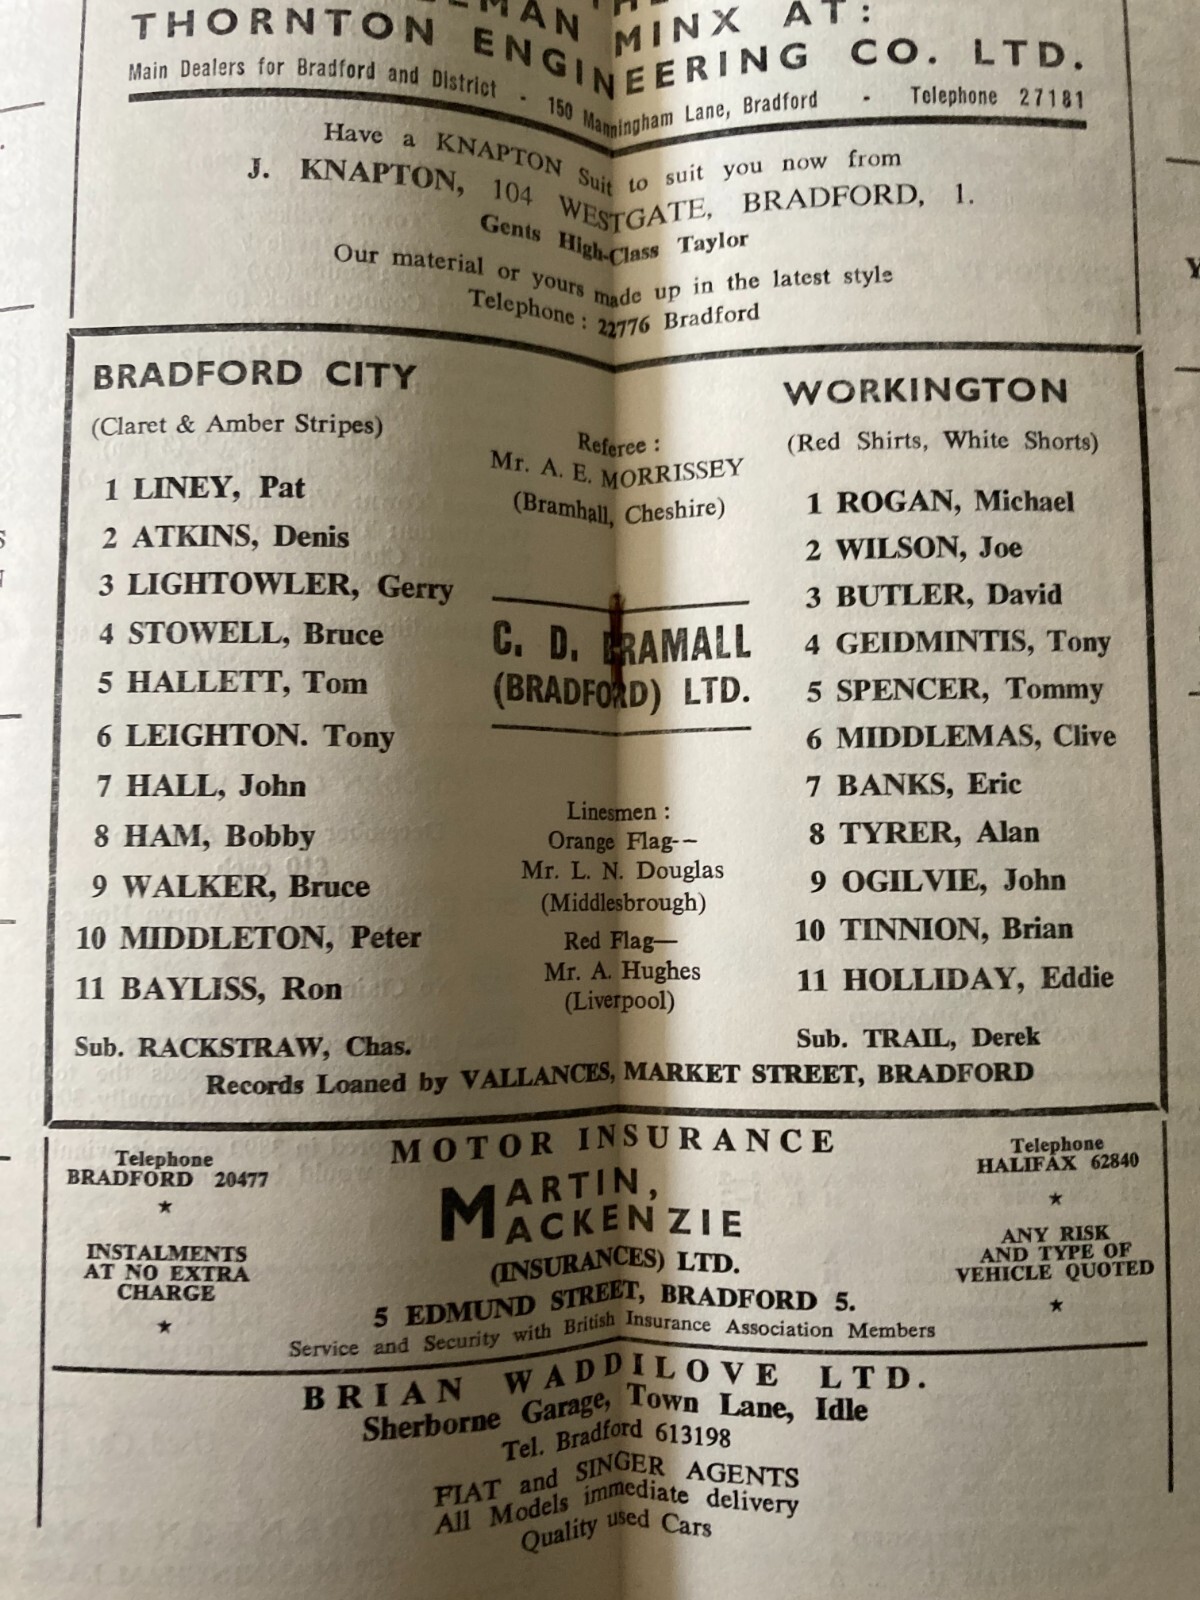 MINX AT:
THORNTON ENGINEERING CO. LTD.
Main Dealers for Bradford and District - 150 Manningham Lane, Bradford - Telephone 27181
Have a KNAPTON Suit to suit you now from
J. KNAPTON, 104 WESTGATE, BRADFORD, 1.
Gents High-Class Taylor
Our material or yours made up in the latest style
Telephone : 22776 Bradford
BRADFORD CITY
(Claret & Amber Stripes)
1 LINEY, Pat
2 ATKINS, Denis
3 LIGHTOWLER, Gerry
4 STOWELL, Bruce
5 HALLETT, Tom
6 LEIGHTON. Tony
7 HALL, John
8 HAM, Bobby
9 WALKER, Bruce
10 MIDDLETON, Peter
11 BAYLISS, Ron
Sub. RACKSTRAW, Chas.
Referee :
Mr. A. E. MORRISSEY
(Bramhall, Cheshire)
C. D. BRAMALL
(BRADFORD) LTD.
Linesmen :
Orange Flag--
Mr. L. N. Douglas
(Middlesbrough)
Red Flag—
Mr. A. Hughes
(Liverpool)
WORKINGTON
(Red Shirts, White Shorts)
1 ROGAN, Michael
2 WILSON, Joe
3 BUTLER, David
4 GEIDMINTIS, Tony
5 SPENCER, Tommy
6 MIDDLEMAS, Clive
7 BANKS, Eric
8 TYRER, Alan
9 OGILVIE, John
10 TINNION, Brian
11 HOLLIDAY, Eddie
Sub. TRAIL, Derek
Records Loaned by VALLANCES, MARKET STREET, BRADFORD
Telephone
BRADFORD 20477
★
INSTALMENTS
AT NO EXTRA
CHARGE
★
MOTOR INSURANCE
MARTIN,
MACKENZIE
(INSURANCES) LTD.
5 EDMUND STREET, BRADFORD 5.
Service and Security with British Insurance Association Members
Telephone
HALIFAX 62840
★
ANY RISK
AND TYPE OF
VEHICLE QUOTED
★
BRIAN WADDILOVE LTD.
Sherborne Garage, Town Lane, Idle
Tel. Bradford 613198
FIAT and SINGER AGENTS
All Models immediate delivery
Quality used Cars